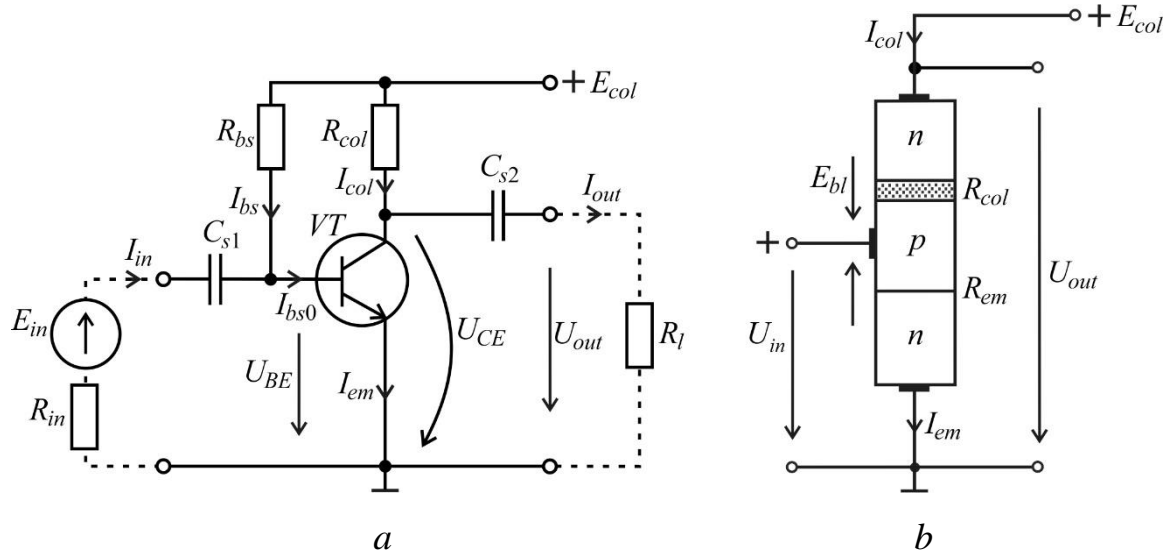 + E_col
R_bs
R_col
C_s2
I_col
I_out
I_bs
VT
C_s1
I_in
I_bs0
E_in
U_CE
U_out
R_l
U_BE
I_em
R_in
a
I_col
+ E_col
n
E_bl
R_col
+
p
U_out
R_em
U_in
n
I_em
b